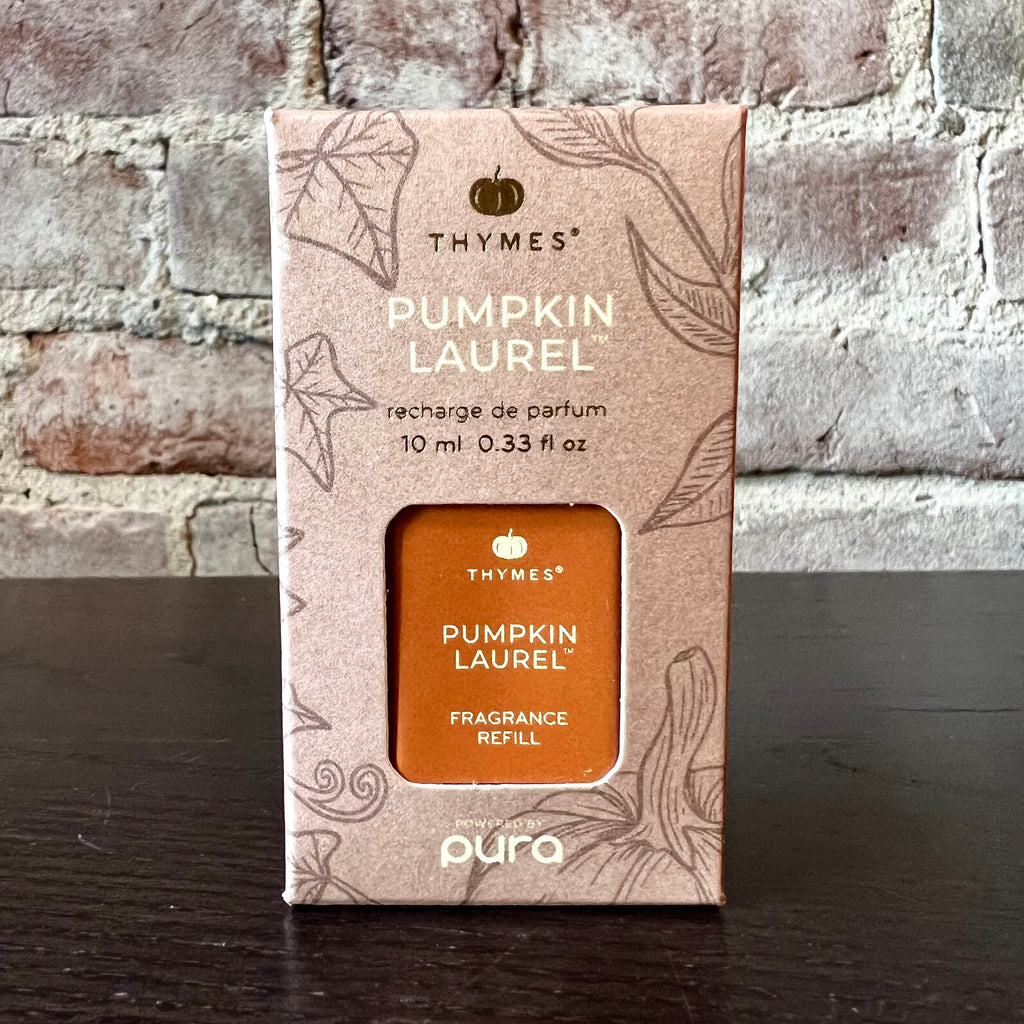 THYMES®
PUMPKIN
LAUREL™
recharge de parfum
10 ml 0.33 fl oz
THYMES®
PUMPKIN
LAUREL™
FRAGRANCE
REFILL
POWERED BY
pura